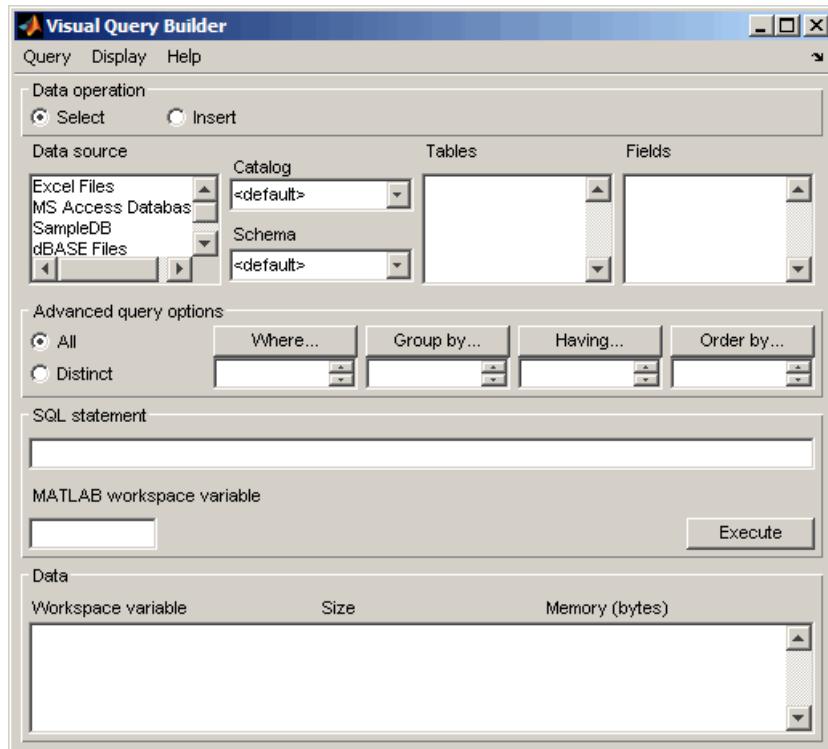 Visual Query Builder
Query Display Help
Data operation
Select Insert
Data source
Catalog
Tables
Fields
Excel Files
MS Access Databas
SampleDB
dBASE Files
<default>
Schema
<default>
Advanced query options
All
Distinct
Where... Group by... Having... Order by...
SQL statement
MATLAB workspace variable
Execute
Data
Workspace variable Size Memory (bytes)